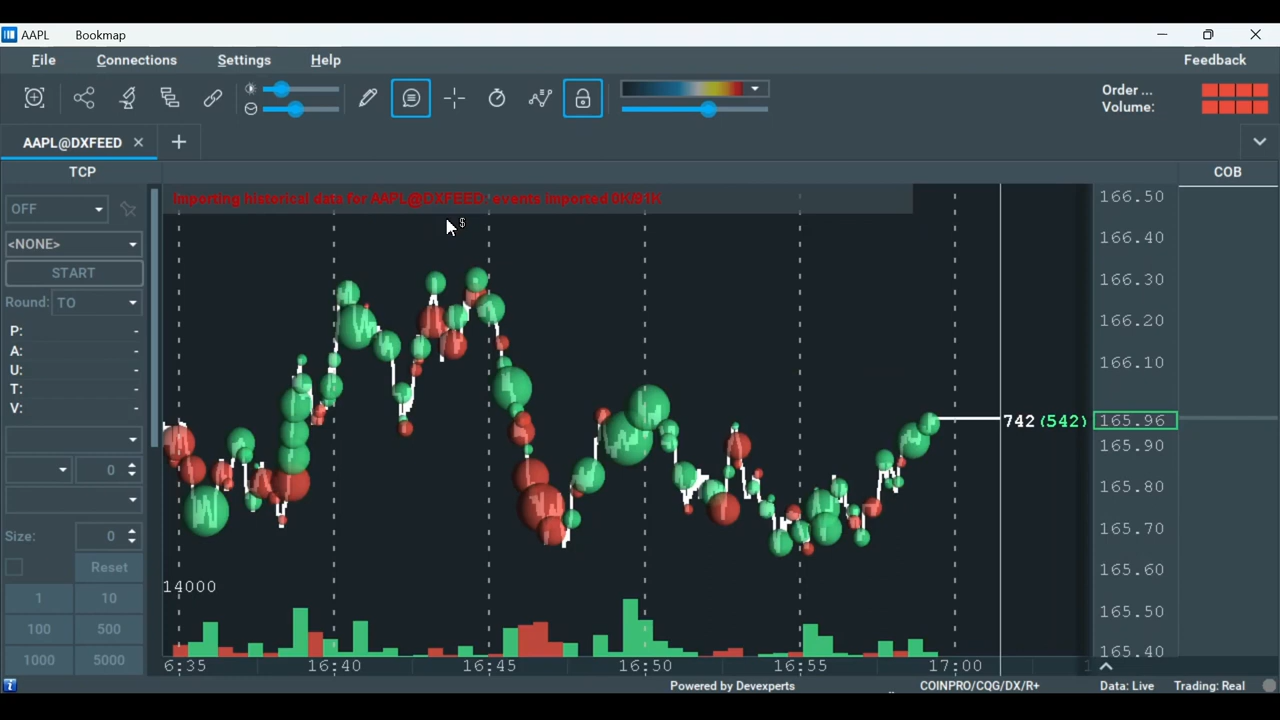 AAPL Bookmap
File Connections Settings Help Feedback
Order ...
Volume:
AAPL@DXFEED
TCP COB
Importing historical data for AAPL@DXFEED: events imported 0K/91K
OFF
$
<NONE>
START
Round: TO
P: -
A: -
U: -
T: -
V: -
0
Size: 0
Reset
1 10
100 500
1000 5000
14000
742 (542)
166.50
166.40
166.30
166.20
166.10
165.96
165.90
165.80
165.70
165.60
165.50
165.40
6:35 16:40 16:45 16:50 16:55 17:00 1
Powered by Devexperts COINPRO/CQG/DX/R+ Data: Live Trading: Real